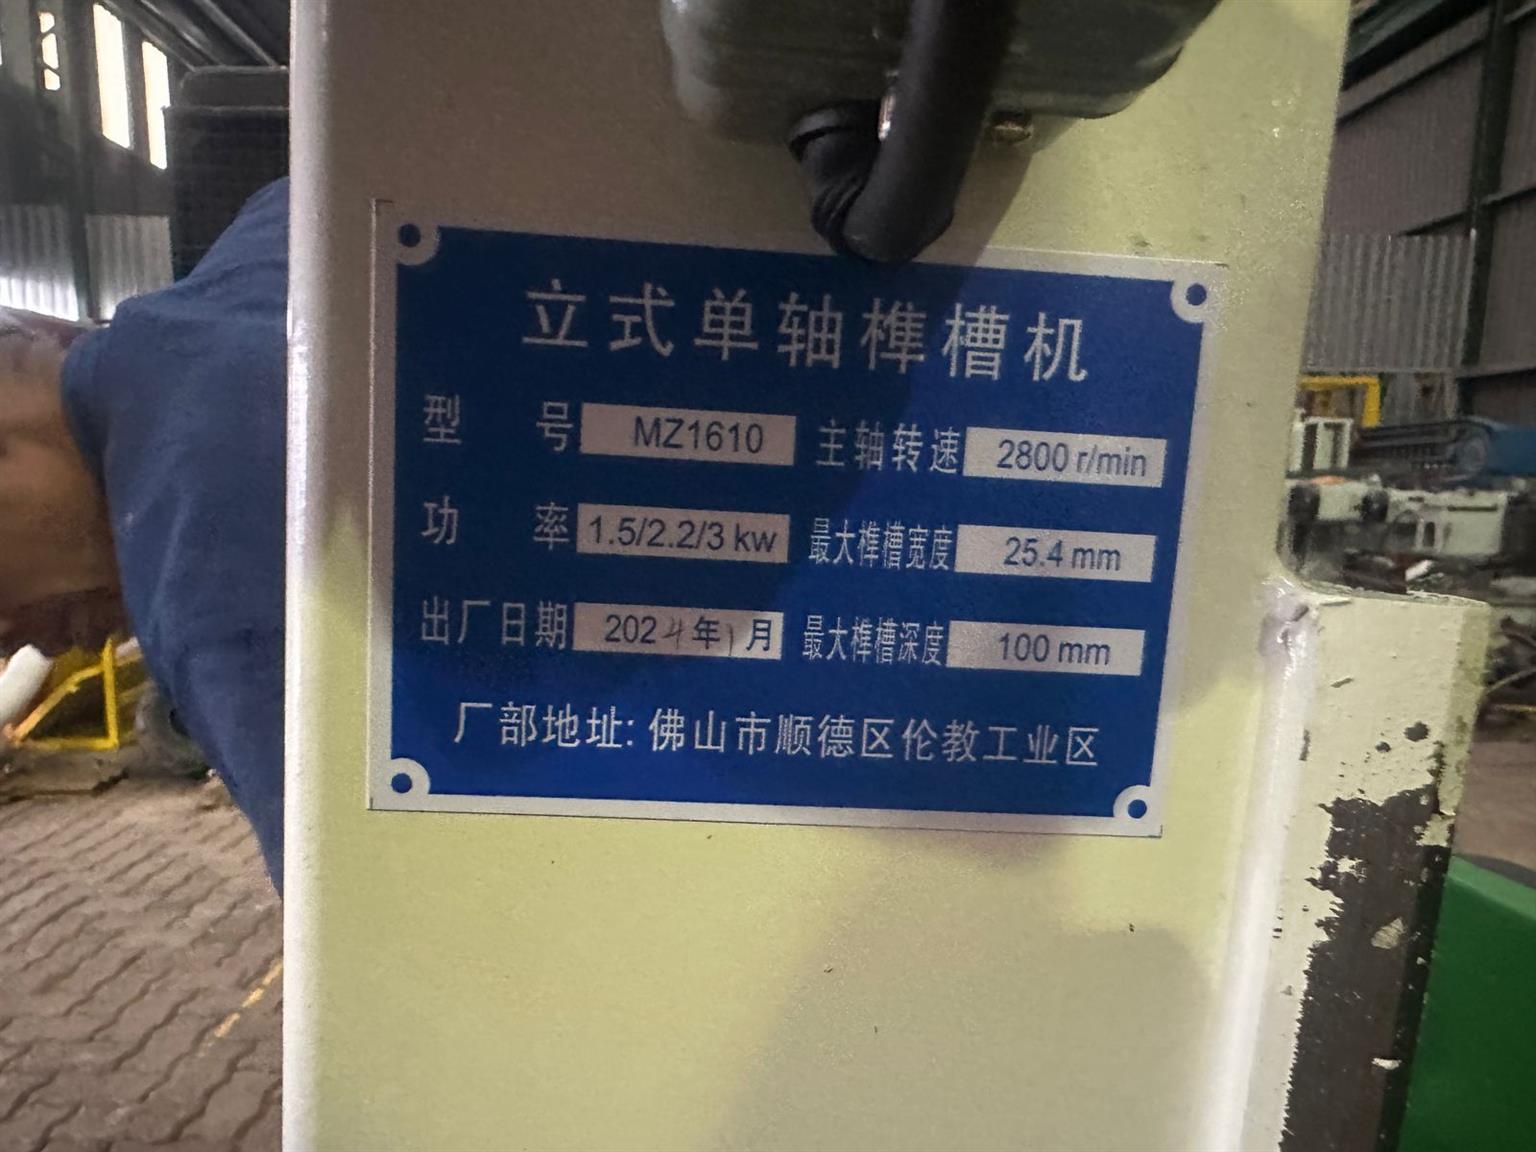 立式单轴榫槽机
型号 MZ1610 主轴转速 2800 r/min
功率 1.5/2.2/3 kw 最大榫槽宽度 25.4 mm
出厂日期 2024年1月 最大榫槽深度 100 mm
厂部地址: 佛山市顺德区伦教工业区